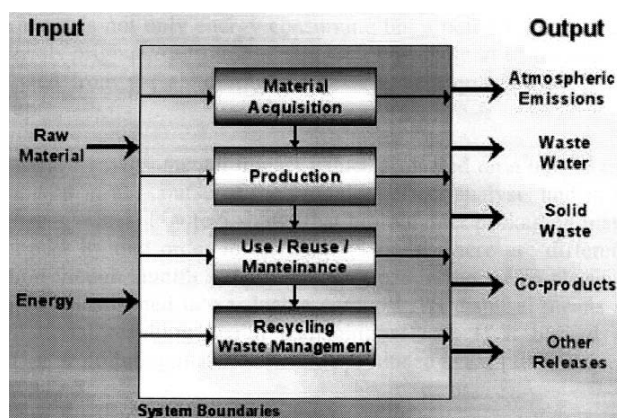 Input
Output
Material
Acquisition
Production
Use / Reuse /
Manteinance
Recycling
Waste Management
Raw
Material
Energy
Atmospheric
Emissions
Waste
Water
Solid
Waste
Co-products
Other
Releases
System Boundaries